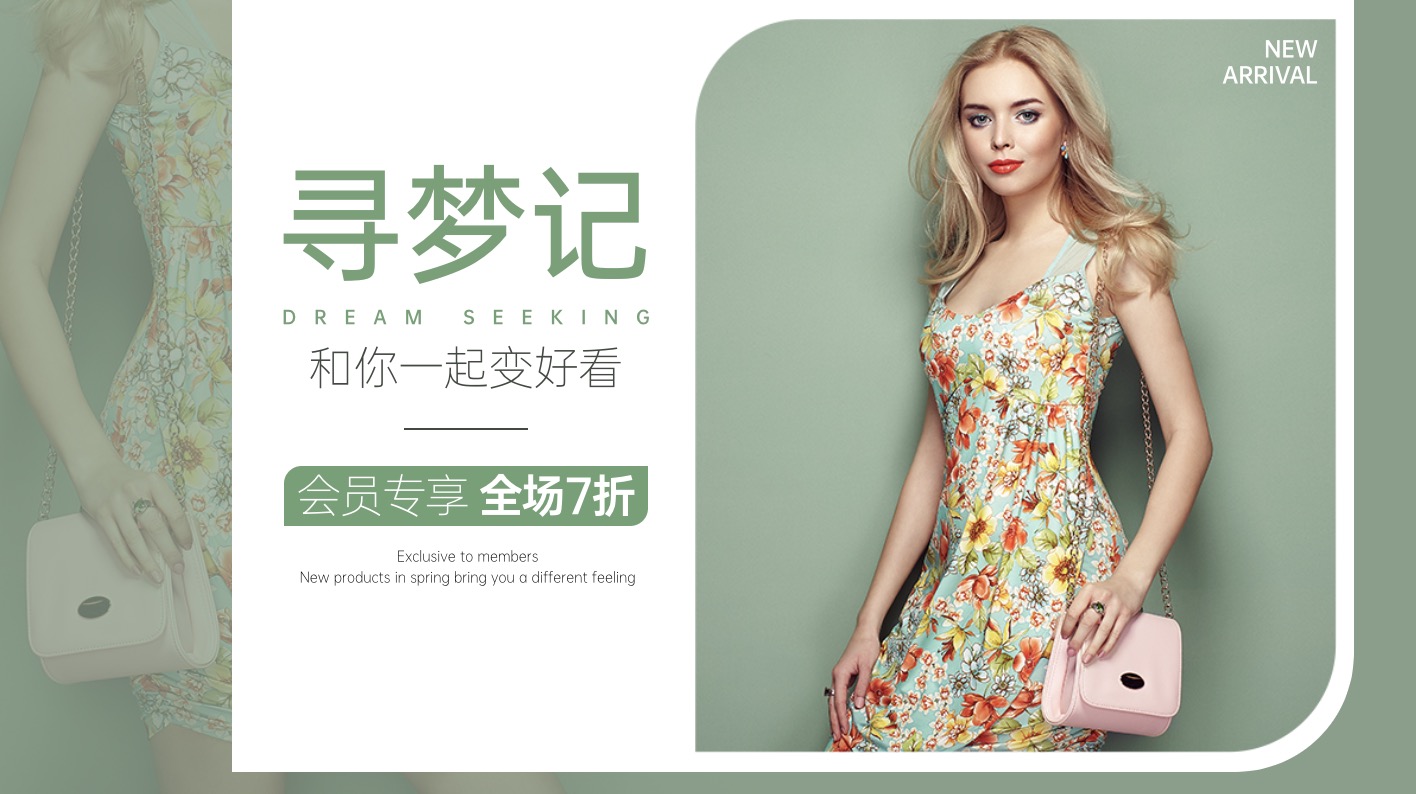 寻梦记
DREAM SEEKING
和你一起变好看
会员专享 全场7折
Exclusive to members
New products in spring bring you a different feeling
NEW
ARRIVAL